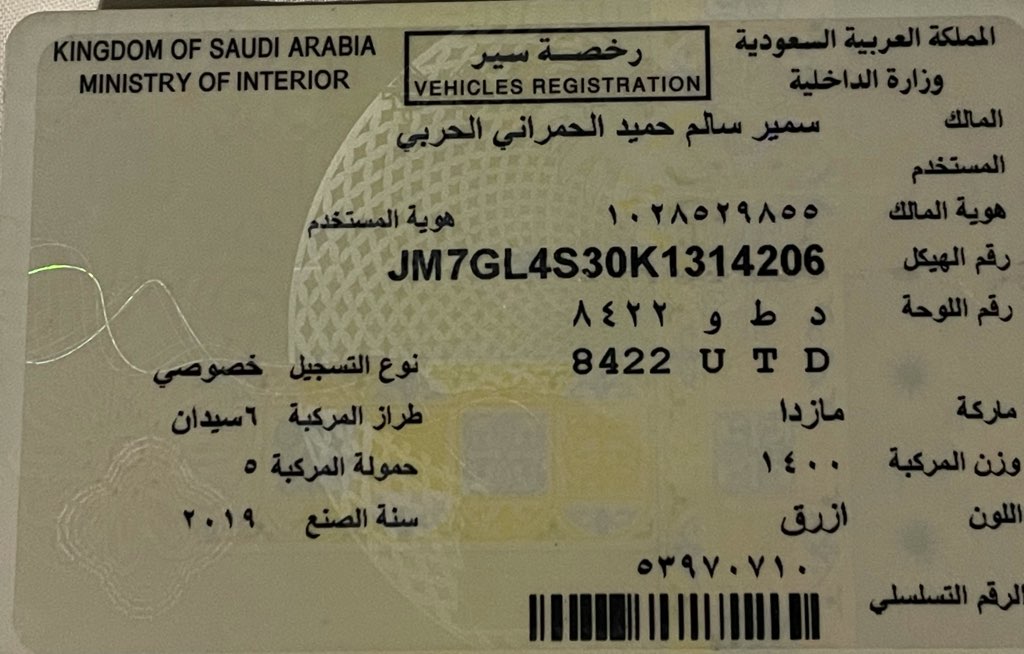 KINGDOM OF SAUDI ARABIA
MINISTRY OF INTERIOR
رخصة سير
VEHICLES REGISTRATION
المملكة العربية السعودية
وزارة الداخلية
المالك سمير سالم حميد الحمراني الحربي
المستخدم
هوية المالك ١٠٢٨٥٢٩٨٥٥ هوية المستخدم
رقم الهيكل JM7GL4S30K1314206
رقم اللوحة د ط و ٨٤٢٢
8422 U T D نوع التسجيل خصوصي
ماركة مازدا طراز المركبة ٦سيدان
وزن المركبة ١٤٠٠ حمولة المركبة ٥
اللون ازرق سنة الصنع ٢٠١٩
٥٣٩٧٠٧١٠
الرقم التسلسلي